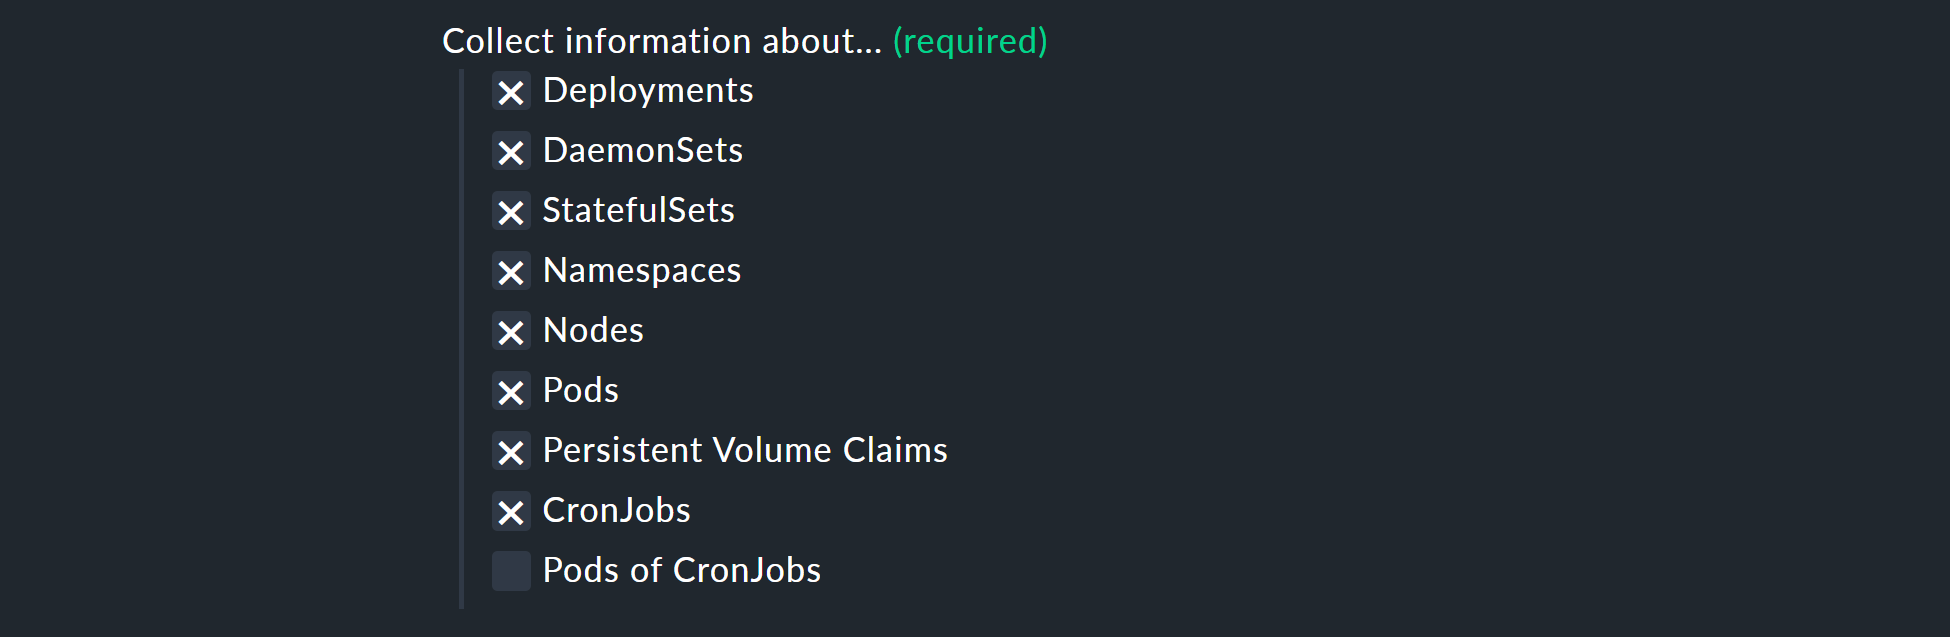 Collect information about... (required)
Deployments
DaemonSets
StatefulSets
Namespaces
Nodes
Pods
Persistent Volume Claims
CronJobs
Pods of CronJobs